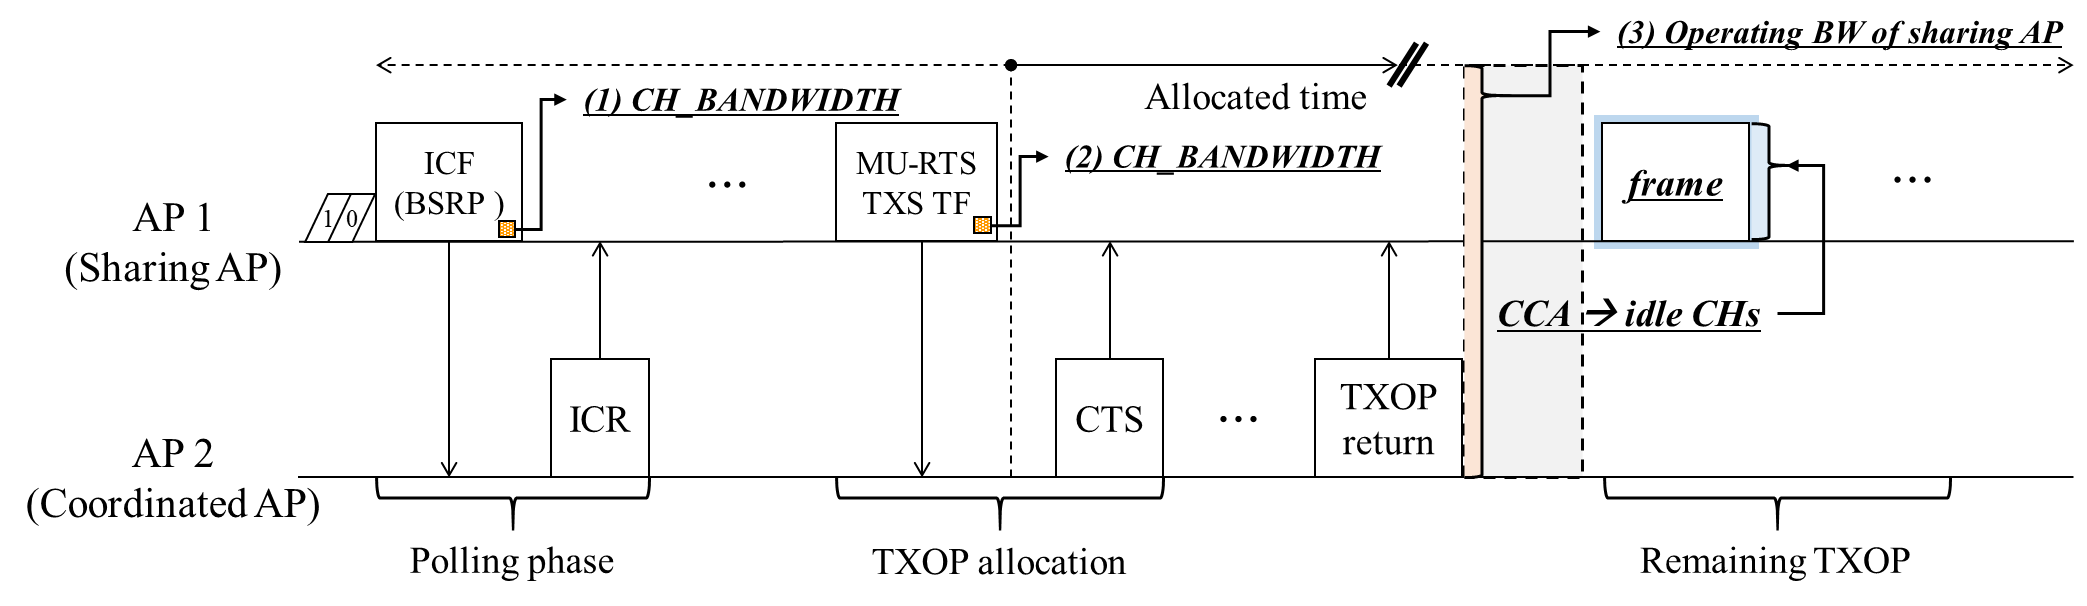 (3) Operating BW of sharing AP
(1) CH_BANDWIDTH
Allocated time
ICF
(BSRP )
...
MU-RTS
TXS TF
(2) CH_BANDWIDTH
frame
...
1 0
AP 1
(Sharing AP)
CCA → idle CHs
ICR
CTS
...
TXOP
return
AP 2
(Coordinated AP)
Polling phase
TXOP allocation
Remaining TXOP